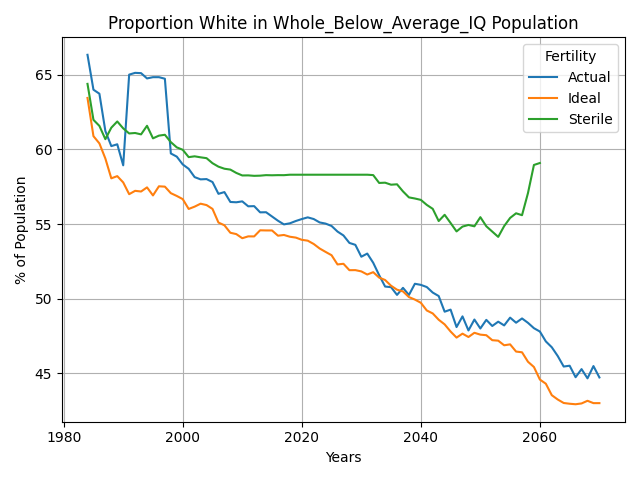 Proportion White in Whole_Below_Average_IQ Population
Fertility
Actual
Ideal
Sterile
% of Population
65
60
55
50
45
1980
2000
2020
2040
2060
Years